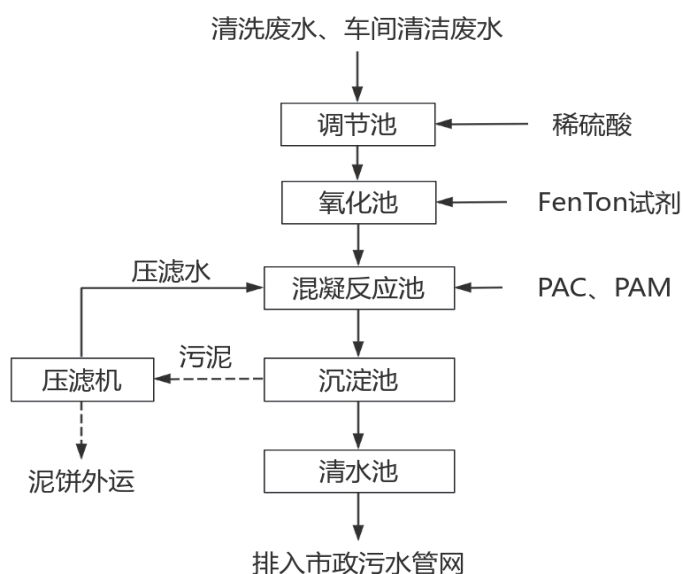 清洗废水、车间清洁废水
调节池
稀硫酸
氧化池
FenTon试剂
压滤水
混凝反应池
PAC、PAM
污泥
压滤机
沉淀池
泥饼外运
清水池
排入市政污水管网